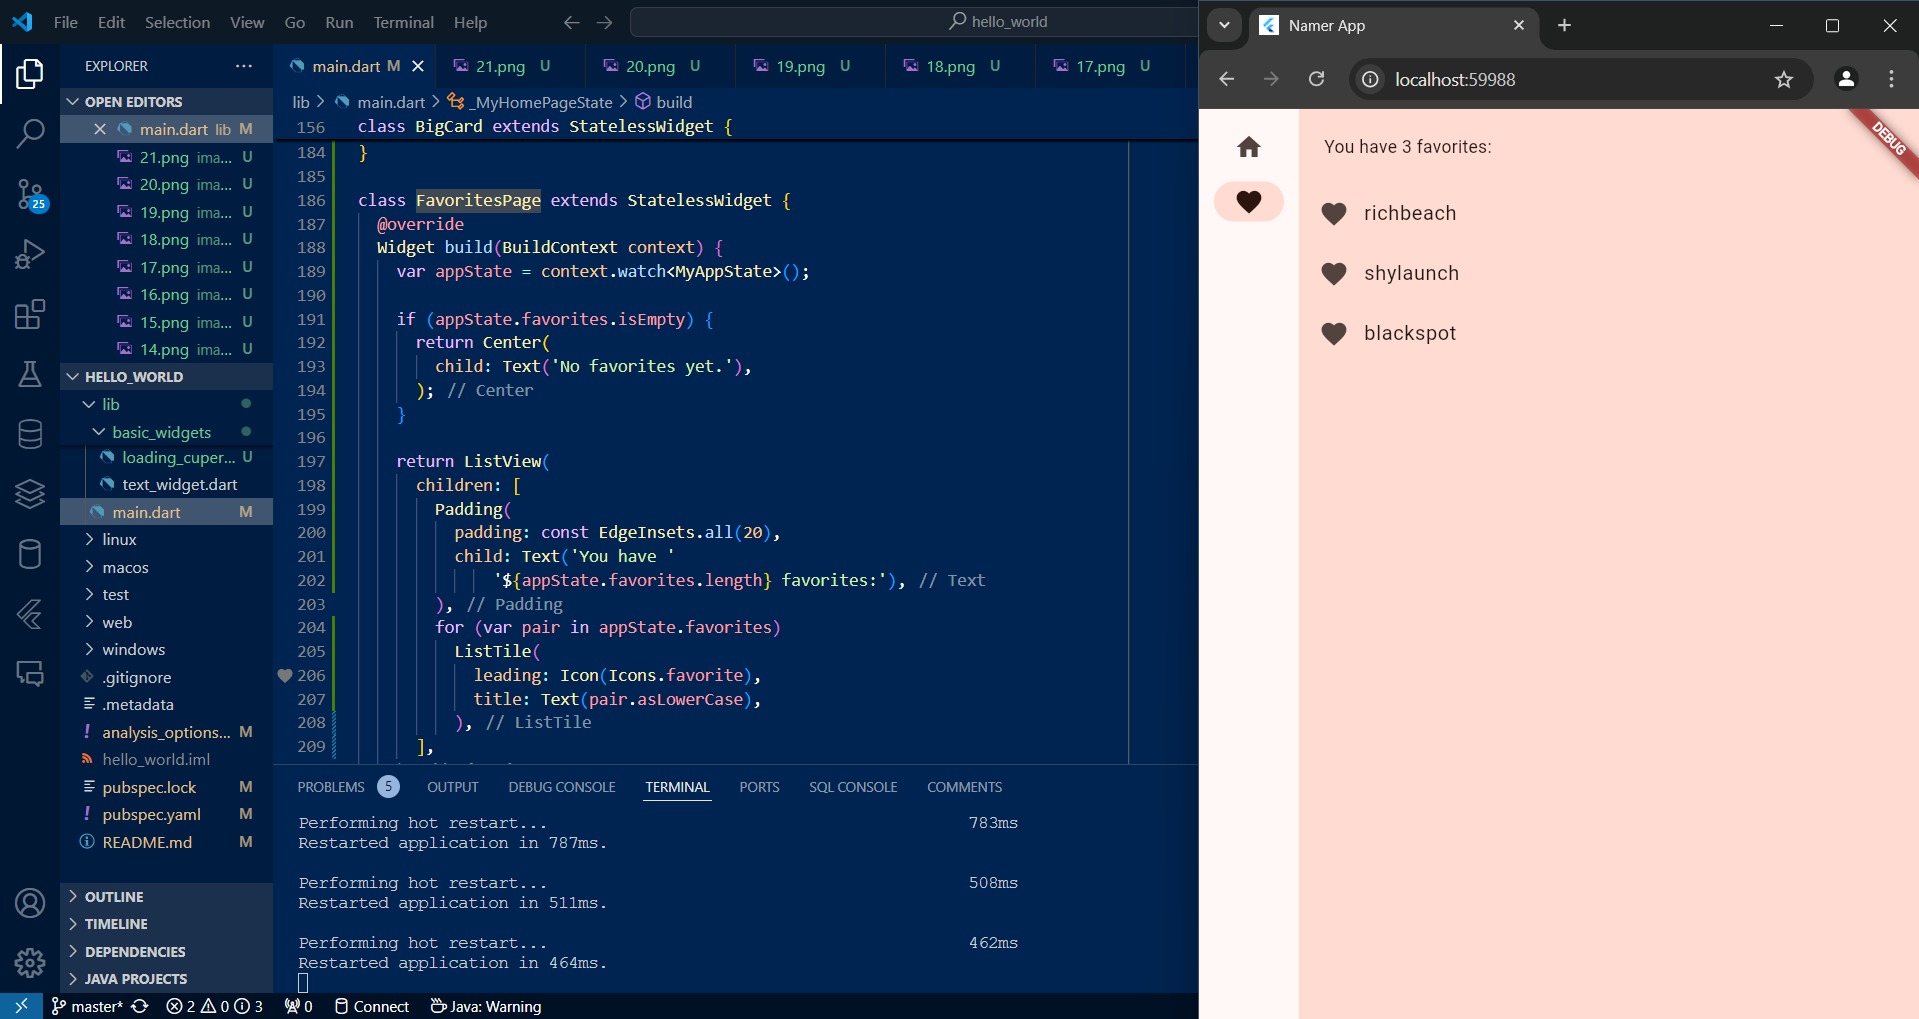 File Edit Selection View Go Run Terminal Help hello_world
EXPLORER
OPEN EDITORS
main.dart lib M
21.png ima... U
20.png ima... U
19.png ima... U
18.png ima... U
17.png ima... U
16.png ima... U
15.png ima... U
14.png ima... U
HELLO_WORLD
lib
basic_widgets
loading_cuper... U
text_widget.dart
main.dart M
linux
macos
test
web
windows
.gitignore
.metadata
analysis_options... M
hello_world.iml
pubspec.lock M
pubspec.yaml M
README.md M
OUTLINE
TIMELINE
DEPENDENCIES
JAVA PROJECTS
25
main.dart M 21.png U 20.png U 19.png U 18.png U 17.png U
lib > main.dart > _MyHomePageState > build
156 class BigCard extends StatelessWidget {
184 }
185
186 class FavoritesPage extends StatelessWidget {
187 @override
188 Widget build(BuildContext context) {
189 var appState = context.watch<MyAppState>();
190
191 if (appState.favorites.isEmpty) {
192 return Center(
193 child: Text('No favorites yet.'),
194 ); // Center
195 }
196
197 return ListView(
198 children: [
199 Padding(
200 padding: const EdgeInsets.all(20),
201 child: Text('You have '
202 '${appState.favorites.length} favorites:'), // Text
203 ), // Padding
204 for (var pair in appState.favorites)
205 ListTile(
206 leading: Icon(Icons.favorite),
207 title: Text(pair.asLowerCase),
208 ), // ListTile
209 ],
PROBLEMS 5 OUTPUT DEBUG CONSOLE TERMINAL PORTS SQL CONSOLE COMMENTS
Performing hot restart... 783ms
Restarted application in 787ms.
Performing hot restart... 508ms
Restarted application in 511ms.
Performing hot restart... 462ms
Restarted application in 464ms.
master* 2 0 3 0 Connect Java: Warning
Namer App
localhost:59988
DEBUG
You have 3 favorites:
richbeach
shylaunch
blackspot